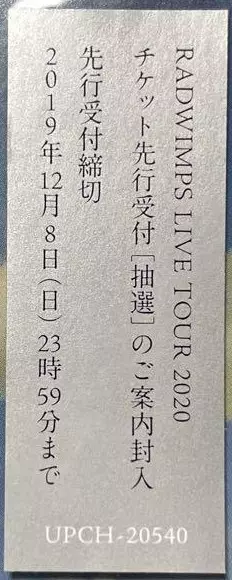 RADWIMPS LIVE TOUR 2020
チケット先行受付[抽選]のご案内封入
先行受付締切
2019年12月8日(日)23時59分まで
UPCH-20540